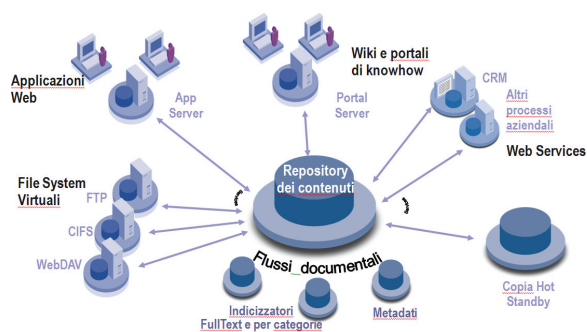 Applicazioni
Web
App
Server
Wiki e portali
di knowhow
Portal
Server
CRM
Altri
processi
aziendali
Web Services
File System
Virtuali
FTP
CIFS
WebDAV
Repository
dei contenuti
Flussi_documentali
Indicizzatori
FullText e per categorie
Metadati
Copia Hot
Standby